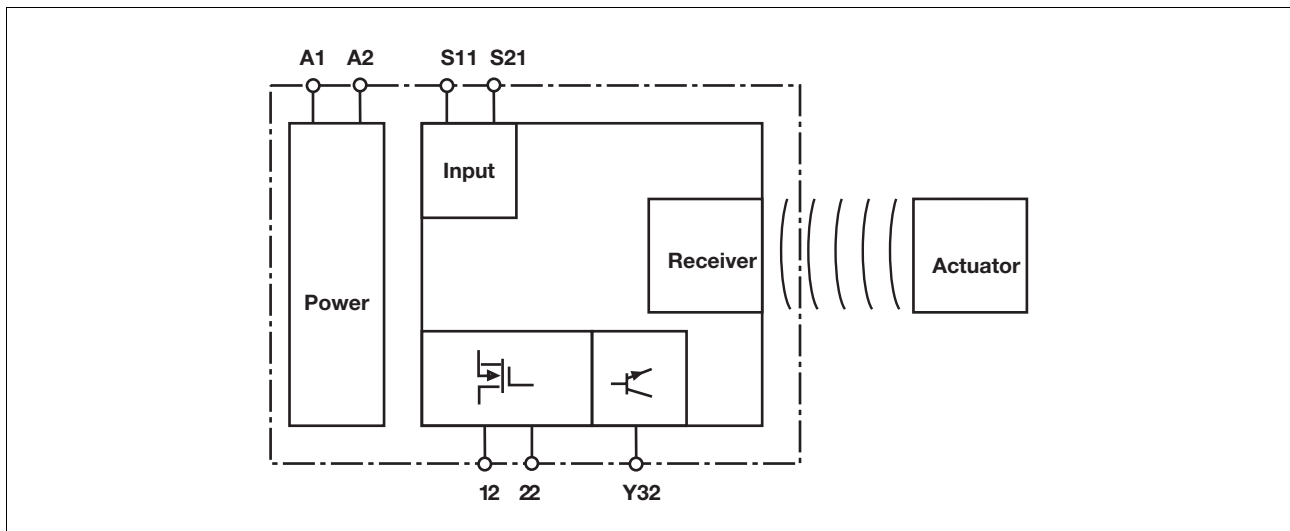 A1 A2 S11 S21
Input
Receiver
Actuator
Power
12 22 Y32